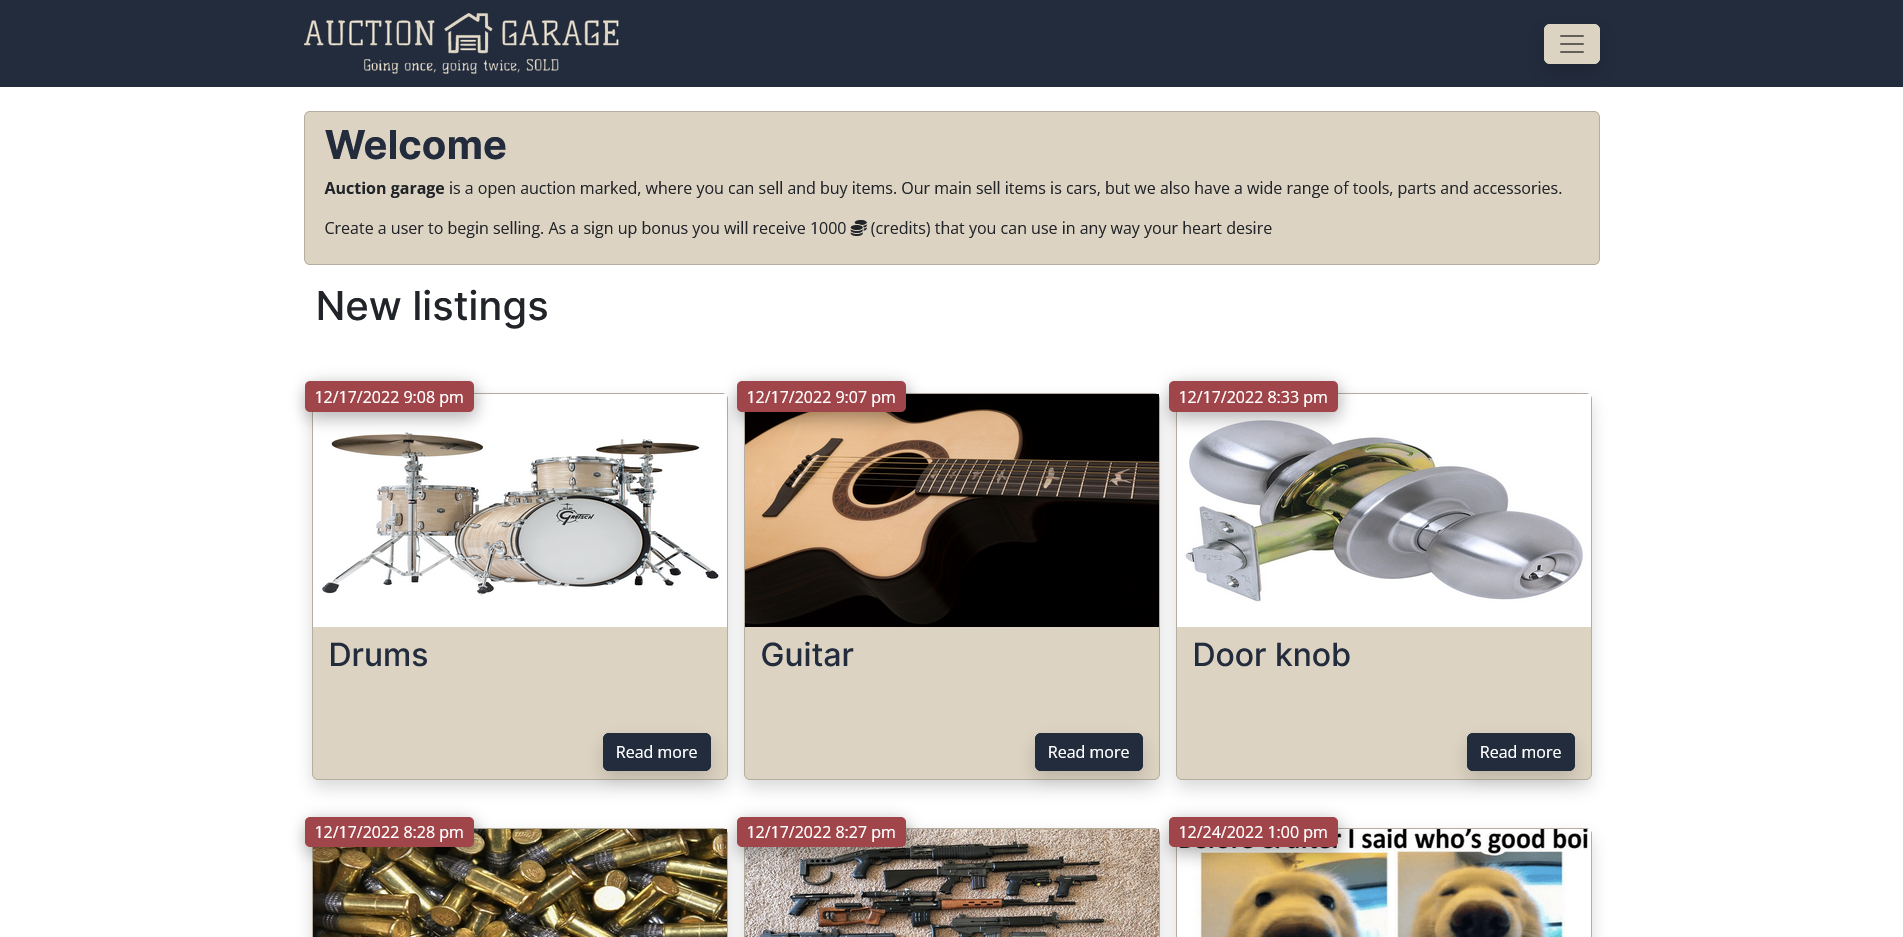 AUCTION GARAGE
Going once, going twice, SOLD
Welcome
Auction garage is a open auction marked, where you can sell and buy items. Our main sell items is cars, but we also have a wide range of tools, parts and accessories.
Create a user to begin selling. As a sign up bonus you will receive 1000 (credits) that you can use in any way your heart desire
New listings
12/17/2022 9:08 pm
12/17/2022 9:07 pm
12/17/2022 8:33 pm
GRETSCH
Drums
Guitar
Door knob
Read more
Read more
Read more
12/17/2022 8:28 pm
12/17/2022 8:27 pm
12/24/2022 1:00 pm
I said who's good boi